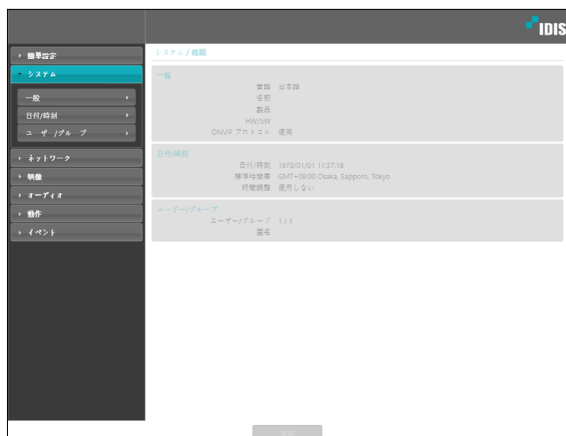 IDIS
簡単設定
システム
一般
日付/時刻
ユーザー/グループ
ネットワーク
映像
オーディオ
動作
イベント
システム / 概観
一般
言語 日本語
名前
製品
HW/SW
ONVIF プロトコル 使用
日付/時刻
日付/時刻 1970/01/01 11:37:18
標準時間帯 GMT+09:00 Osaka, Sapporo, Tokyo
時間調整 使用しない
ユーザー/グループ
ユーザー/グループ 1 / 1
匿名